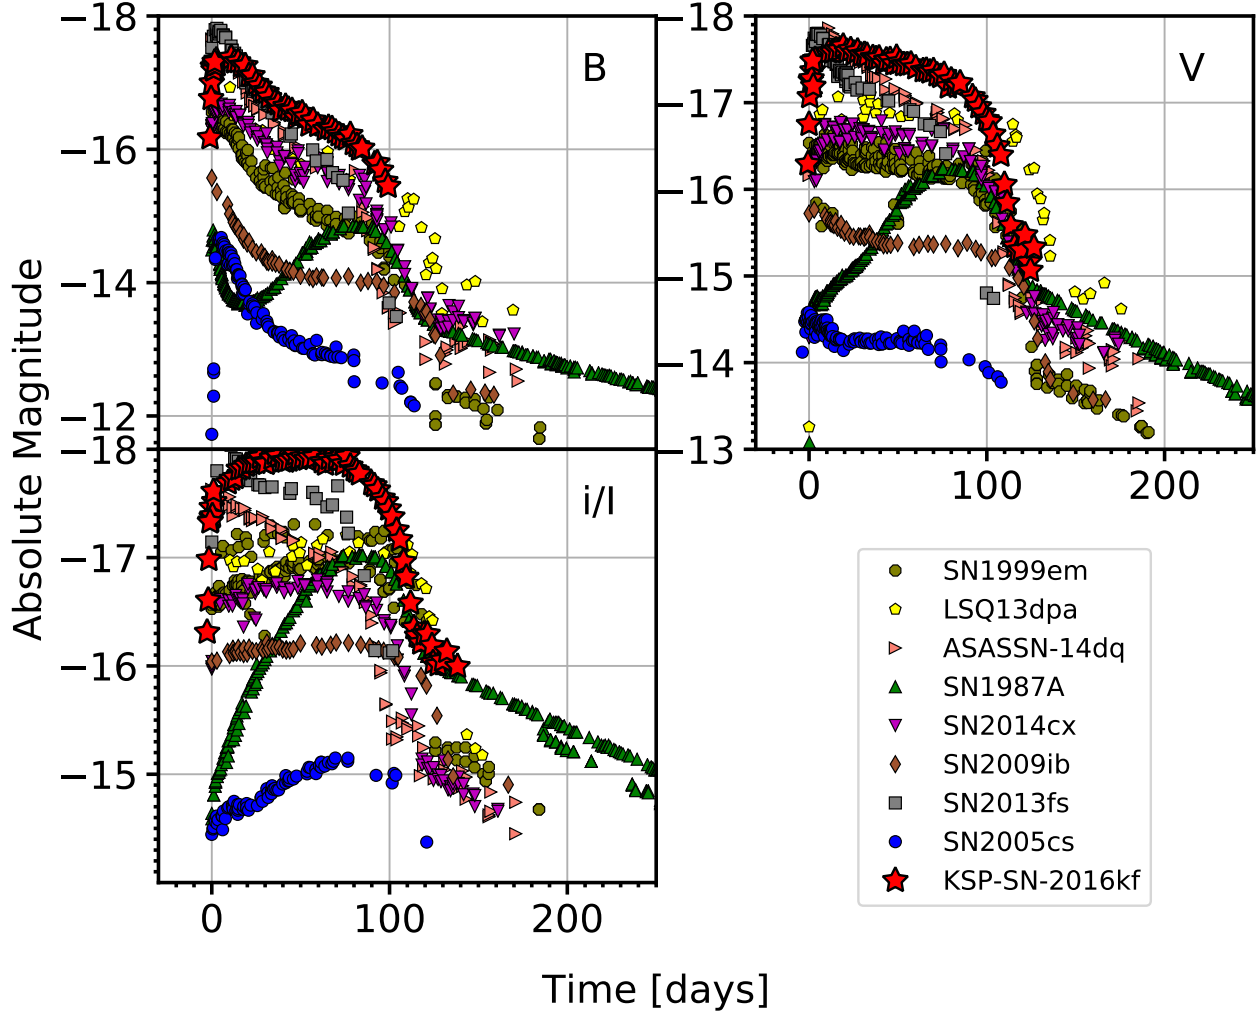 −18
−16
−14
−12
B
−18
−17
−16
−15
−14
−13
V
0 100 200
−18
−17
−16
−15
i/I
0 100 200
Absolute Magnitude
Time [days]
SN1999em
LSQ13dpa
ASASSN-14dq
SN1987A
SN2014cx
SN2009ib
SN2013fs
SN2005cs
KSP-SN-2016kf